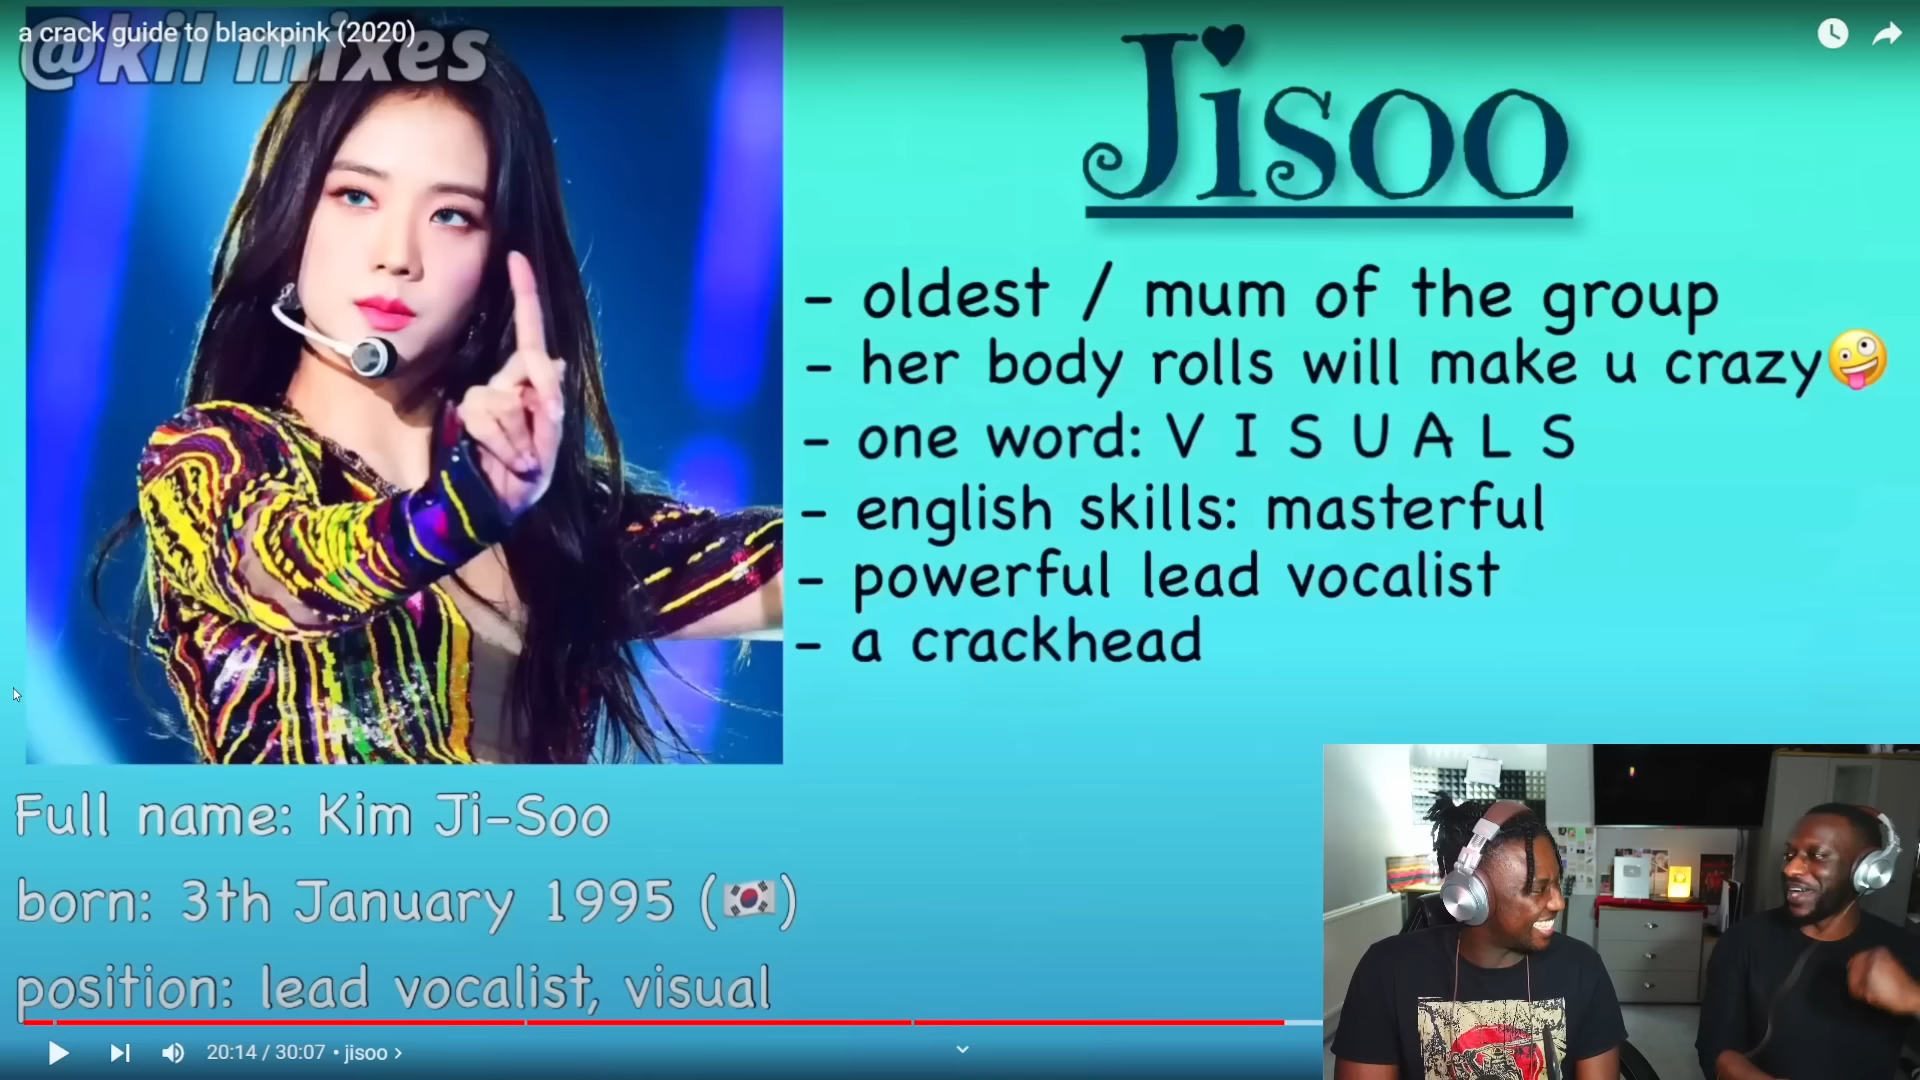 a crack guide to blackpink (2020)
@kil mixes
Jisoo
- oldest / mum of the group
- her body rolls will make u crazy🤪
- one word: V I S U A L S
- english skills: masterful
- powerful lead vocalist
- a crackhead
Full name: Kim Ji-Soo
born: 3th January 1995 (🇰🇷)
position: lead vocalist, visual
20:14 / 30:07 • jisoo >